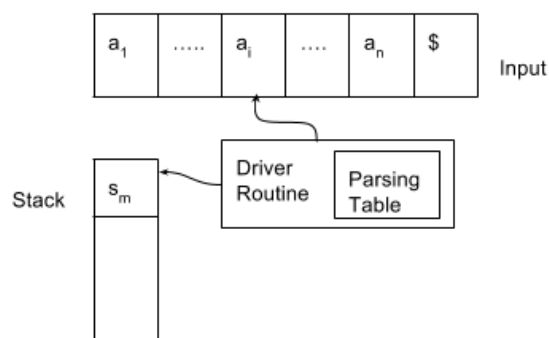 a₁ ..... aᵢ .... aₙ $
Input
Driver
Routine
Parsing
Table
Stack
sₘ